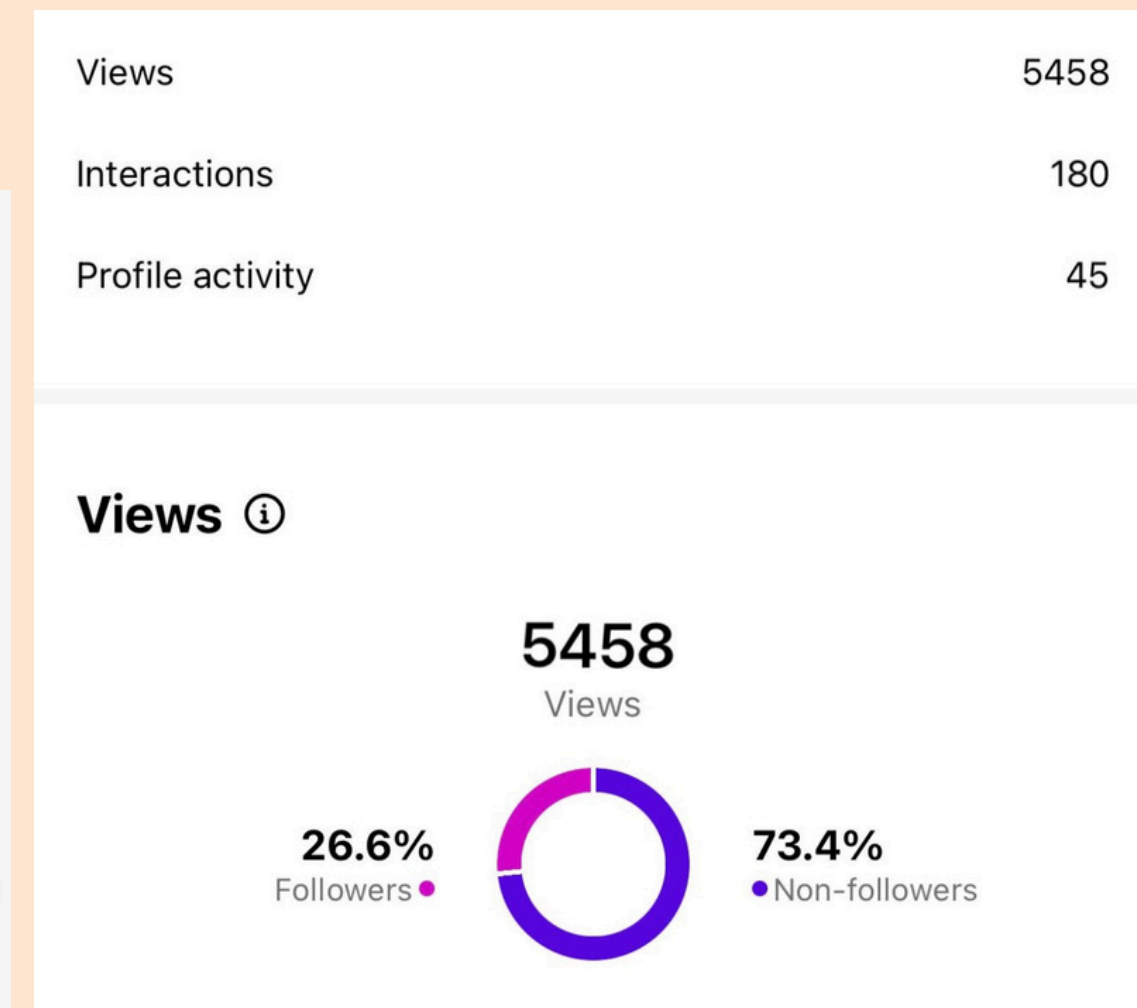 Views 5458
Interactions 180
Profile activity 45
Views
5458
Views
26.6% 73.4%
Followers Non-followers